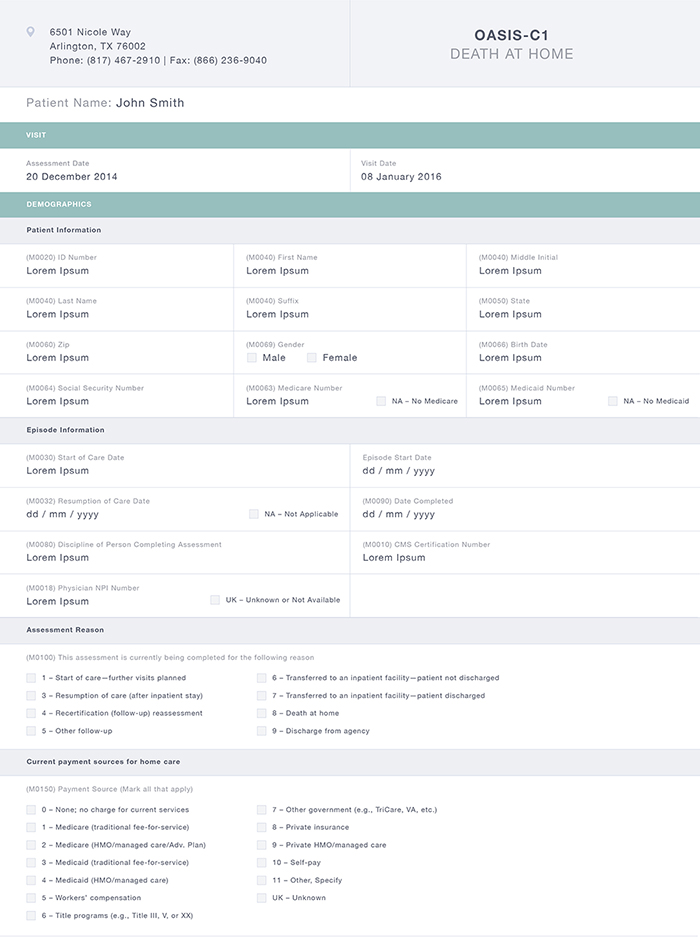 6501 Nicole Way
Arlington, TX 76002
Phone: (817) 467-2910 | Fax: (866) 236-9040
OASIS-C1
DEATH AT HOME
Patient Name: John Smith
VISIT
Assessment Date
20 December 2014
Visit Date
08 January 2016
DEMOGRAPHICS
Patient Information
(M0020) ID Number
Lorem Ipsum
(M0040) First Name
Lorem Ipsum
(M0040) Middle Initial
Lorem Ipsum
(M0040) Last Name
Lorem Ipsum
(M0040) Suffix
Lorem Ipsum
(M0050) State
Lorem Ipsum
(M0060) Zip
Lorem Ipsum
(M0069) Gender
Male Female
(M0066) Birth Date
Lorem Ipsum
(M0064) Social Security Number
Lorem Ipsum
(M0063) Medicare Number
Lorem Ipsum NA – No Medicare
(M0065) Medicaid Number
Lorem Ipsum NA – No Medicaid
Episode Information
(M0030) Start of Care Date
Lorem Ipsum
Episode Start Date
dd / mm / yyyy
(M0032) Resumption of Care Date
dd / mm / yyyy NA – Not Applicable
(M0090) Date Completed
dd / mm / yyyy
(M0080) Discipline of Person Completing Assessment
Lorem Ipsum
(M0010) CMS Certification Number
Lorem Ipsum
(M0018) Physician NPI Number
Lorem Ipsum UK – Unknown or Not Available
Assessment Reason
(M0100) This assessment is currently being completed for the following reason
1 – Start of care—further visits planned
3 – Resumption of care (after inpatient stay)
4 – Recertification (follow-up) reassessment
5 – Other follow-up
6 – Transferred to an inpatient facility—patient not discharged
7 – Transferred to an inpatient facility—patient discharged
8 – Death at home
9 – Discharge from agency
Current payment sources for home care
(M0150) Payment Source (Mark all that apply)
0 – None; no charge for current services
1 – Medicare (traditional fee-for-service)
2 – Medicare (HMO/managed care/Adv. Plan)
3 – Medicaid (traditional fee-for-service)
4 – Medicaid (HMO/managed care)
5 – Workers' compensation
6 – Title programs (e.g., Title III, V, or XX)
7 – Other government (e.g., TriCare, VA, etc.)
8 – Private insurance
9 – Private HMO/managed care
10 – Self-pay
11 – Other, Specify
UK – Unknown